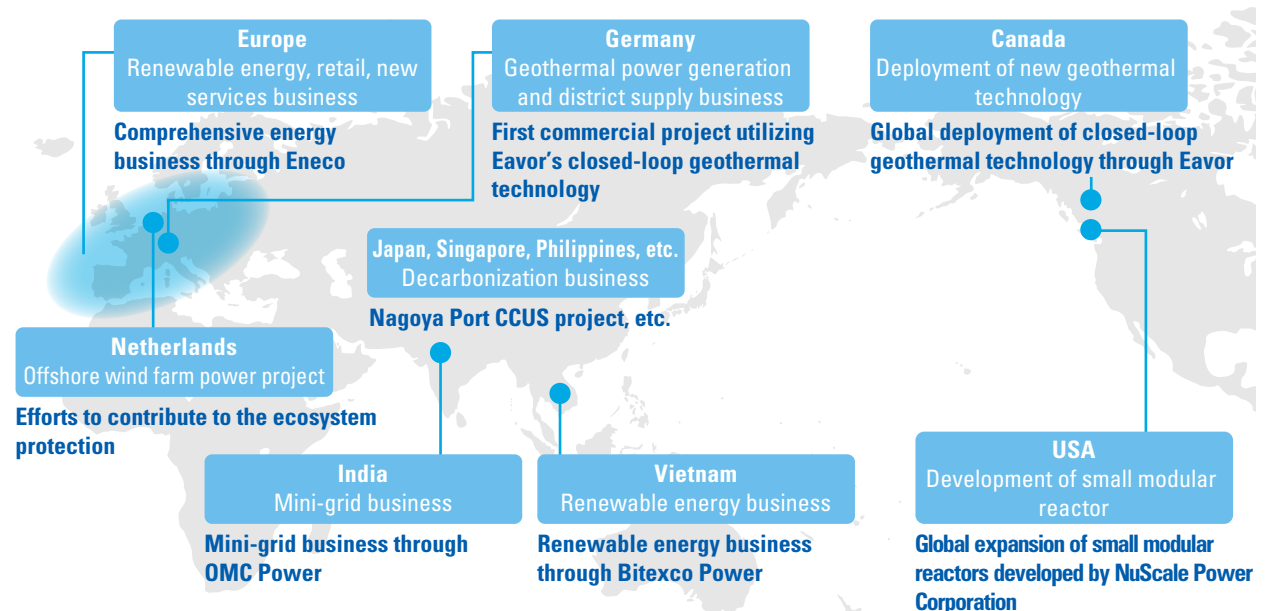 Europe
Renewable energy, retail, new
services business
Comprehensive energy
business through Eneco
Germany
Geothermal power generation
and district supply business
First commercial project utilizing
Eavor’s closed-loop geothermal
technology
Canada
Deployment of new geothermal
technology
Global deployment of closed-loop
geothermal technology through Eavor
Japan, Singapore, Philippines, etc.
Decarbonization business
Nagoya Port CCUS project, etc.
Netherlands
Offshore wind farm power project
Efforts to contribute to the ecosystem
protection
India
Mini-grid business
Mini-grid business through
OMC Power
Vietnam
Renewable energy business
Renewable energy business
through Bitexco Power
USA
Development of small modular
reactor
Global expansion of small modular
reactors developed by NuScale Power
Corporation